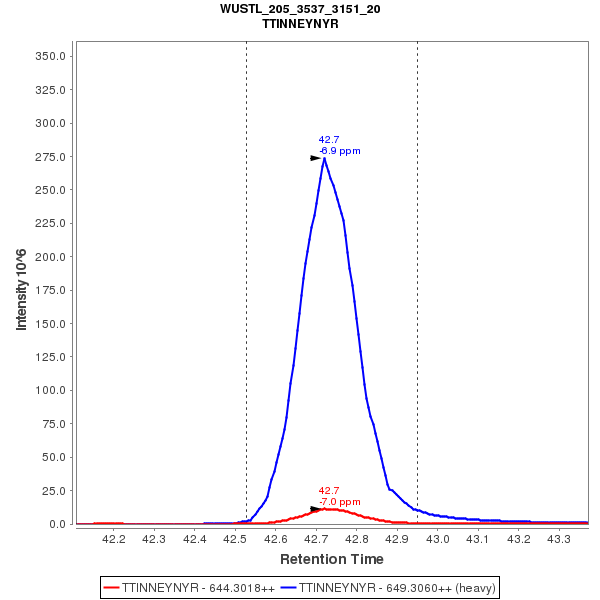 WUSTL_205_3537_3151_20
TTINNEYNYR
Intensity 10^6
350.0
325.0
300.0
275.0
250.0
225.0
200.0
175.0
150.0
125.0
100.0
75.0
50.0
25.0
0.0
42.7
-6.9 ppm
42.7
-7.0 ppm
42.2 42.3 42.4 42.5 42.6 42.7 42.8 42.9 43.0 43.1 43.2 43.3
Retention Time
TTINNEYNYR - 644.3018++ TTINNEYNYR - 649.3060++ (heavy)